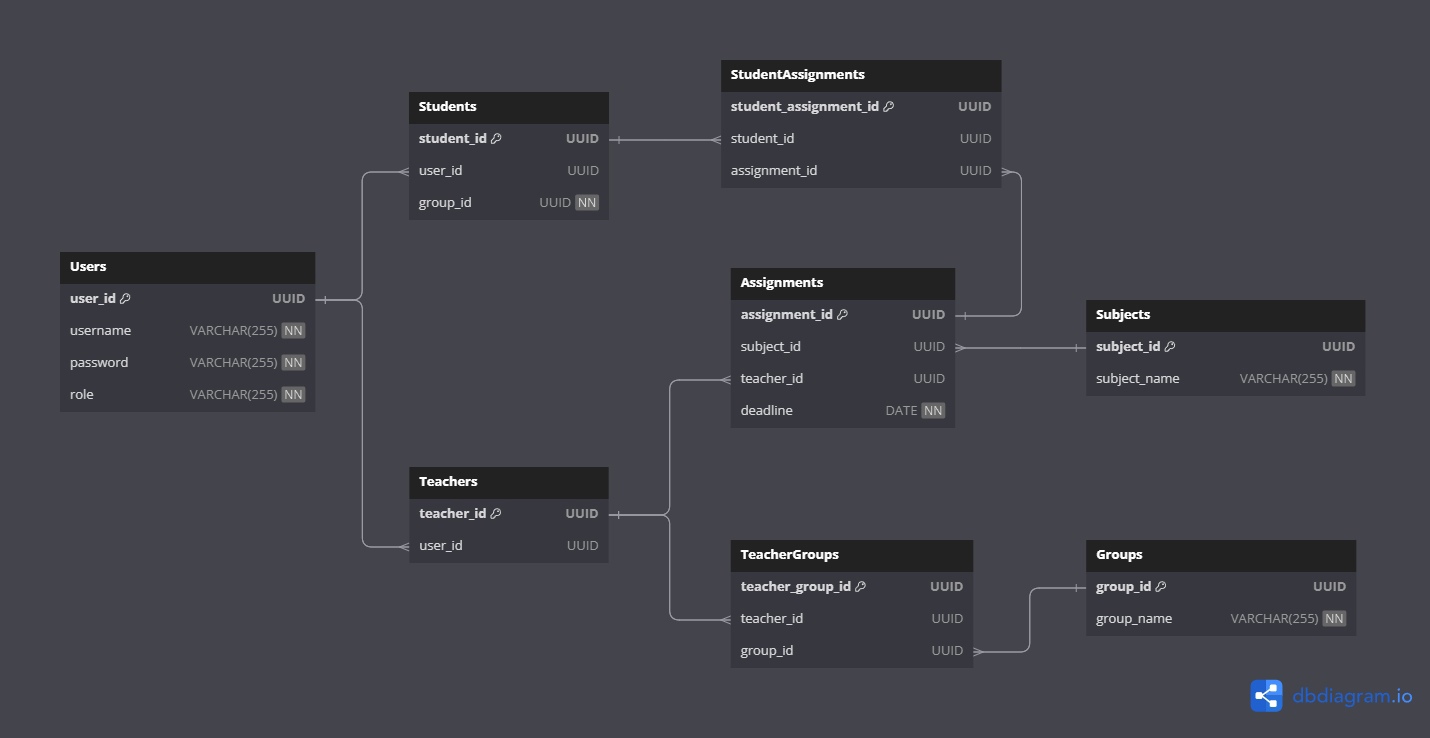 StudentAssignments
student_assignment_id UUID
student_id UUID
assignment_id UUID
Students
student_id UUID
user_id UUID
group_id UUID NN
Users
user_id UUID
username VARCHAR(255) NN
password VARCHAR(255) NN
role VARCHAR(255) NN
Assignments
assignment_id UUID
subject_id UUID
teacher_id UUID
deadline DATE NN
Subjects
subject_id UUID
subject_name VARCHAR(255) NN
Teachers
teacher_id UUID
user_id UUID
TeacherGroups
teacher_group_id UUID
teacher_id UUID
group_id UUID
Groups
group_id UUID
group_name VARCHAR(255) NN
dbdiagram.io